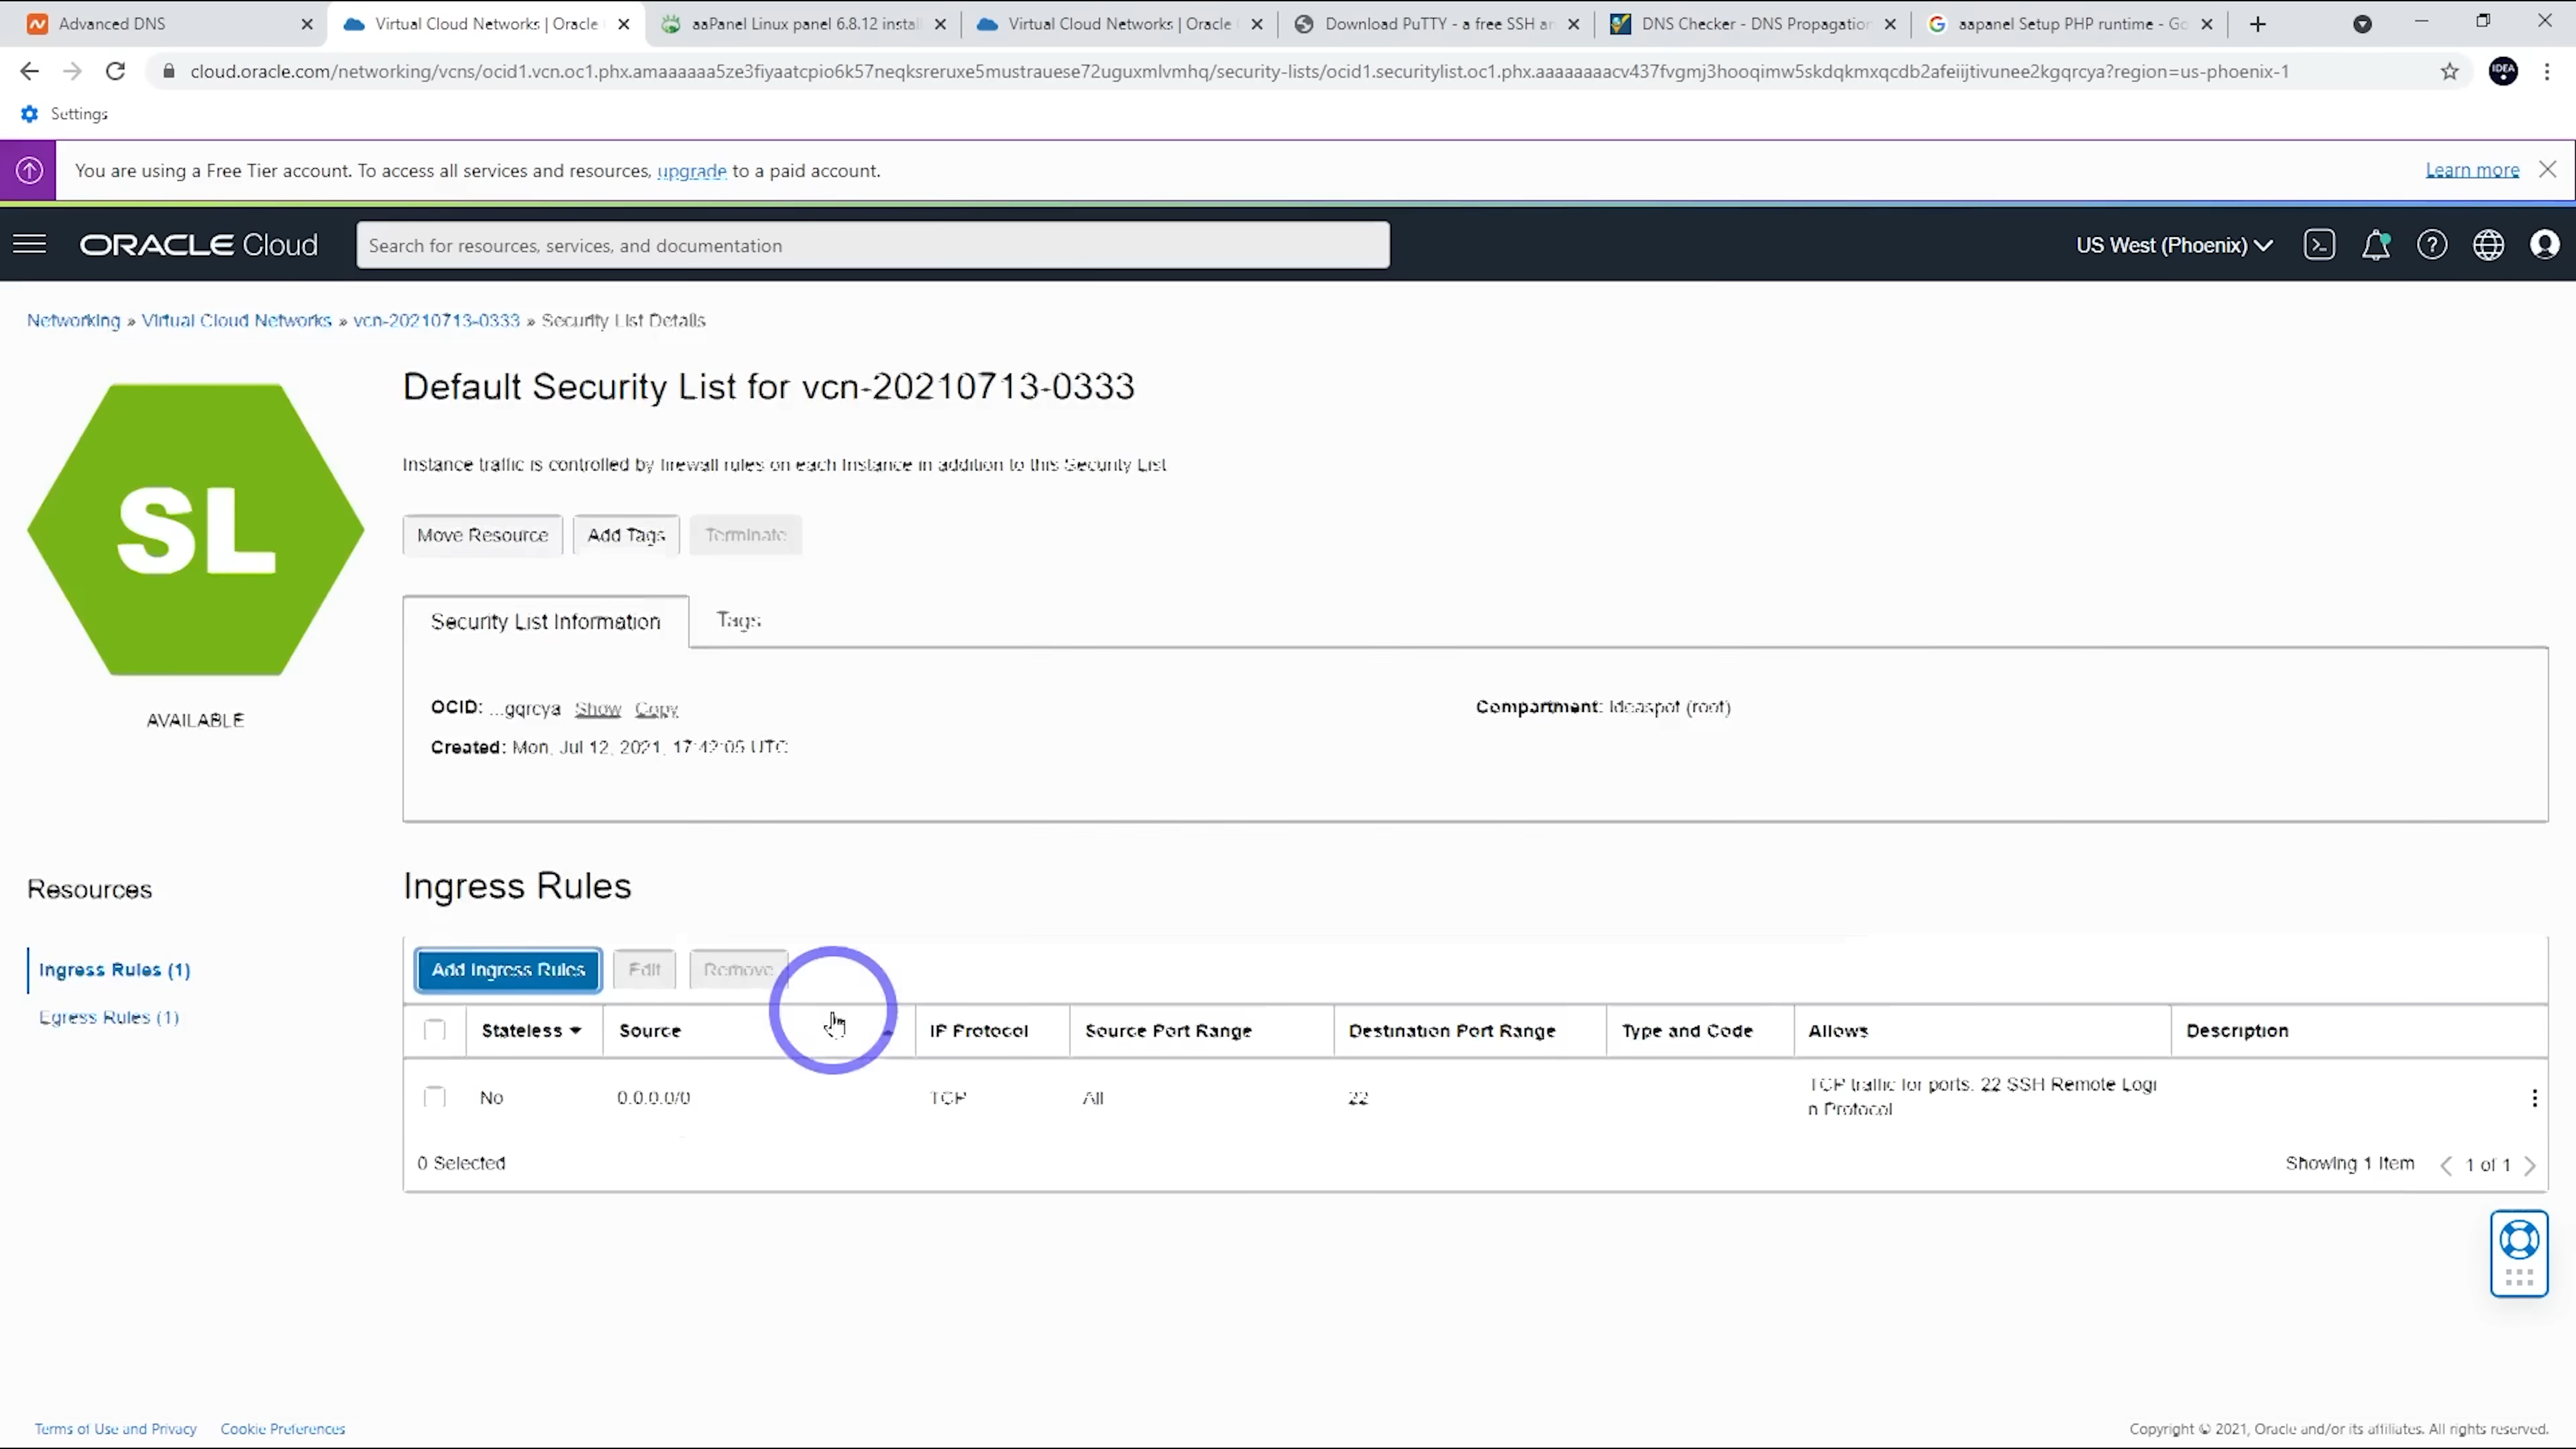 Advanced DNS
Virtual Cloud Networks | Oracle
aaPanel Linux panel 6.8.12 instal
Virtual Cloud Networks | Oracle
Download PuTTY - a free SSH an
DNS Checker - DNS Propagation
aapanel Setup PHP runtime - Go
cloud.oracle.com/networking/vcns/ocid1.vcn.oc1.phx.amaaaaaa5ze3fiyaatcpio6k57neqksreruxe5mustrauese72uguxmlvmhq/security-lists/ocid1.securitylist.oc1.phx.aaaaaaaacv437fvgmj3hooqimw5skdqkmxqcdb2afeiijtivunee2kgqrcya?region=us-phoenix-1
IDEA
Settings
You are using a Free Tier account. To access all services and resources, upgrade to a paid account.
Learn more
ORACLE Cloud
Search for resources, services, and documentation
US West (Phoenix)
Networking » Virtual Cloud Networks » vcn-20210713-0333 » Security List Details
SL
AVAILABLE
Default Security List for vcn-20210713-0333
Instance traffic is controlled by firewall rules on each Instance in addition to this Security List
Move Resource
Add Tags
Terminate
Security List Information
Tags
OCID: ...gqrcya Show Copy
Compartment: Ideaspot (root)
Created: Mon, Jul 12, 2021, 17:42:05 UTC
Resources
Ingress Rules (1)
Egress Rules (1)
Ingress Rules
Add Ingress Rules
Edit
Remove
Stateless
Source
IP Protocol
Source Port Range
Destination Port Range
Type and Code
Allows
Description
No
0.0.0.0/0
TCP
All
22
TCP traffic for ports: 22 SSH Remote Logi
n Protocol
0 Selected
Showing 1 Item
1 of 1
Terms of Use and Privacy
Cookie Preferences
Copyright © 2021, Oracle and/or its affiliates. All rights reserved.